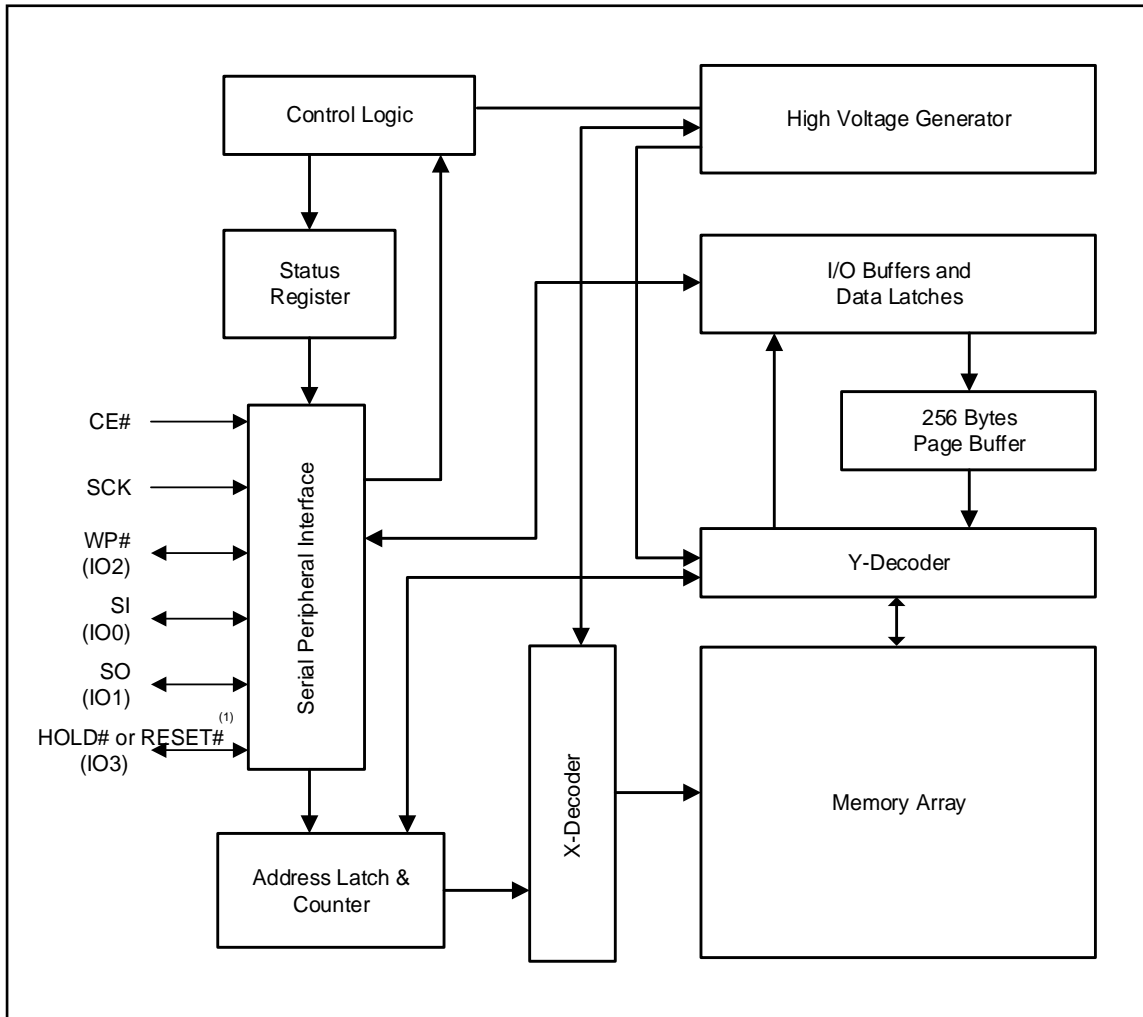 Control Logic
High Voltage Generator
Status
Register
I/O Buffers and
Data Latches
256 Bytes
Page Buffer
CE#
SCK
WP#
(IO2)
SI
(IO0)
SO
(IO1)
HOLD# or RESET# (1)
(IO3)
Serial Peripheral Interface
Y-Decoder
X-Decoder
Memory Array
Address Latch &
Counter